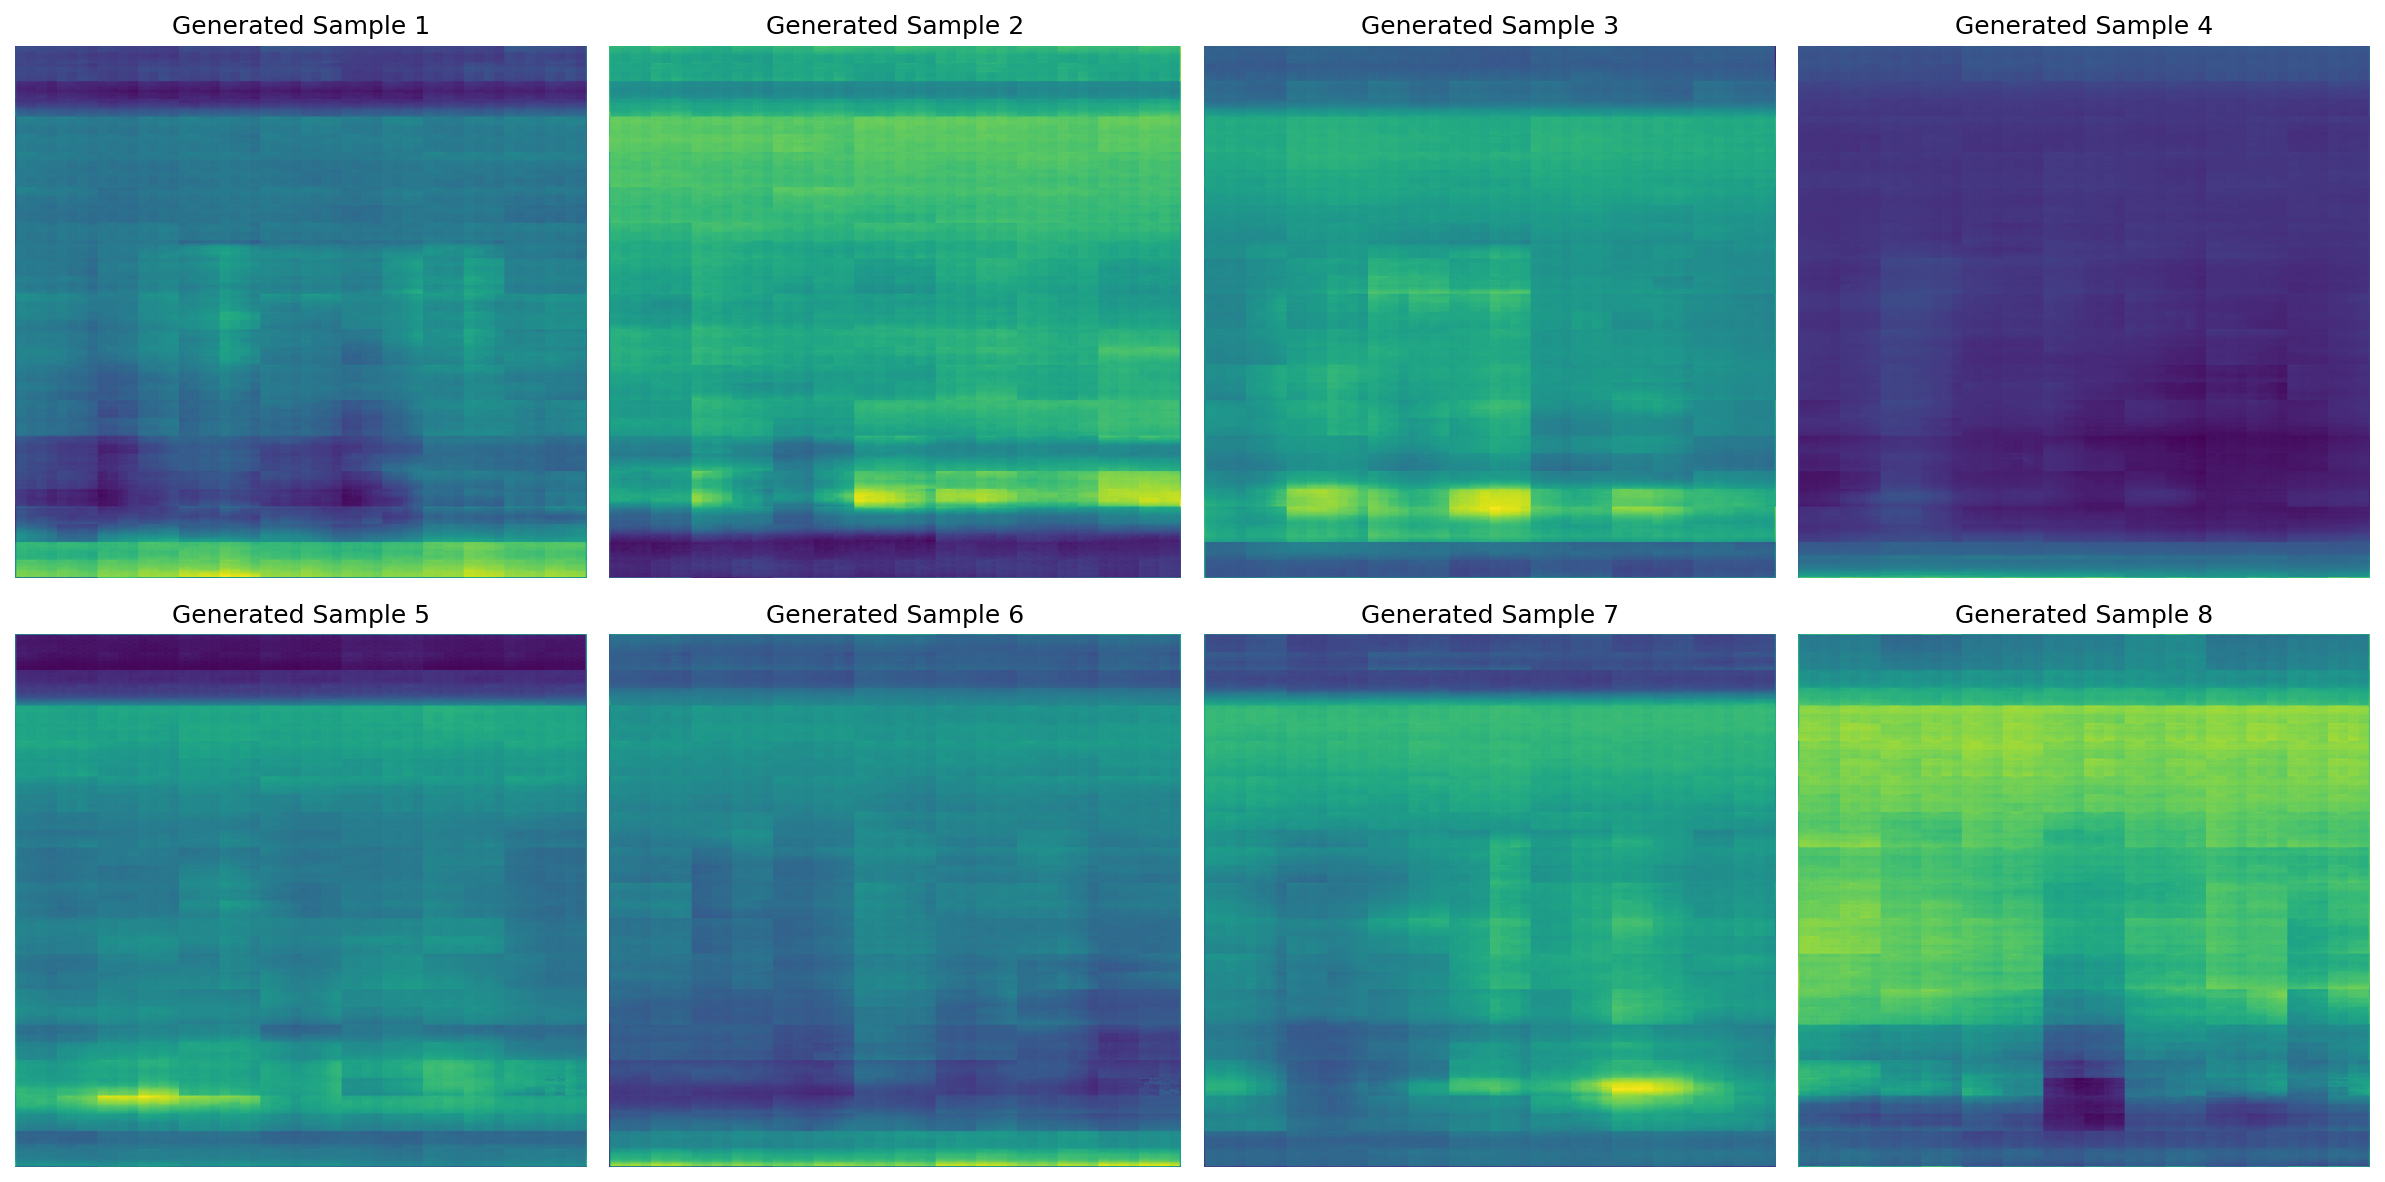 Generated Sample 1
Generated Sample 2
Generated Sample 3
Generated Sample 4
Generated Sample 5
Generated Sample 6
Generated Sample 7
Generated Sample 8